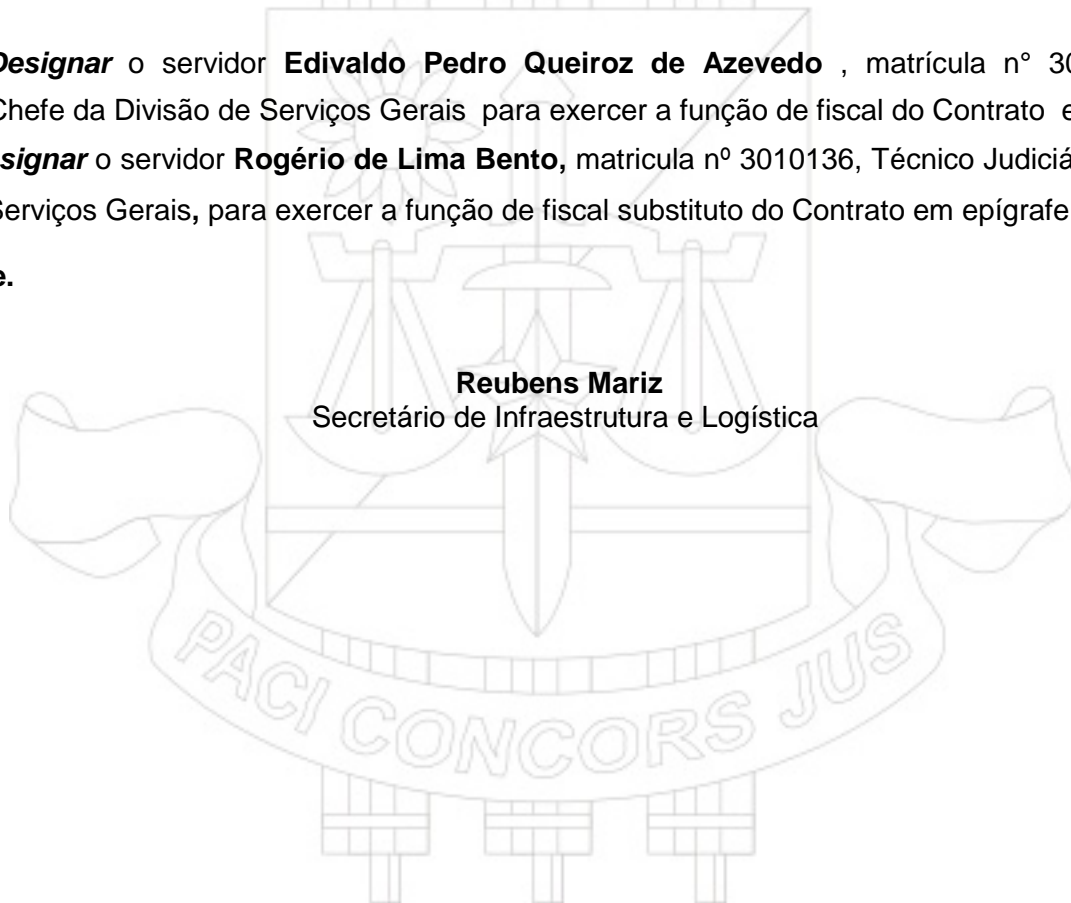 Designar o servidor Edivaldo Pedro Queiroz de Azevedo , matrícula n° 30
Chefe da Divisão de Serviços Gerais para exercer a função de fiscal do Contrato e
signar o servidor Rogério de Lima Bento, matricula nº 3010136, Técnico Judiciá
Serviços Gerais, para exercer a função de fiscal substituto do Contrato em epígrafe
e.
Reubens Mariz
Secretário de Infraestrutura e Logística
PACI CONCORS JUS